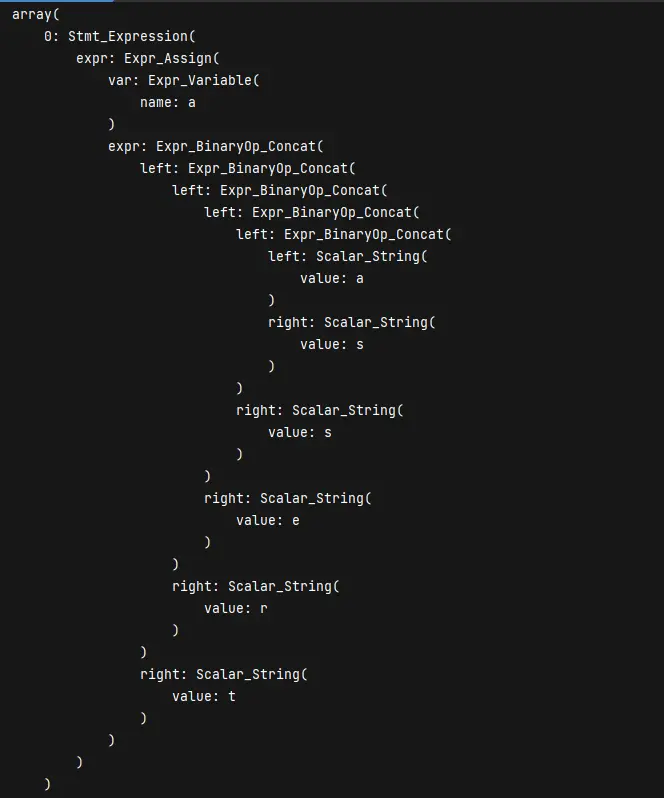 array(
    0: Stmt_Expression(
        expr: Expr_Assign(
            var: Expr_Variable(
                name: a
            )
            expr: Expr_BinaryOp_Concat(
                left: Expr_BinaryOp_Concat(
                    left: Expr_BinaryOp_Concat(
                        left: Expr_BinaryOp_Concat(
                            left: Expr_BinaryOp_Concat(
                                left: Scalar_String(
                                    value: a
                                )
                                right: Scalar_String(
                                    value: s
                                )
                            )
                            right: Scalar_String(
                                value: s
                            )
                        )
                        right: Scalar_String(
                            value: e
                        )
                    )
                    right: Scalar_String(
                        value: r
                    )
                )
                right: Scalar_String(
                    value: t
                )
            )
        )
    )